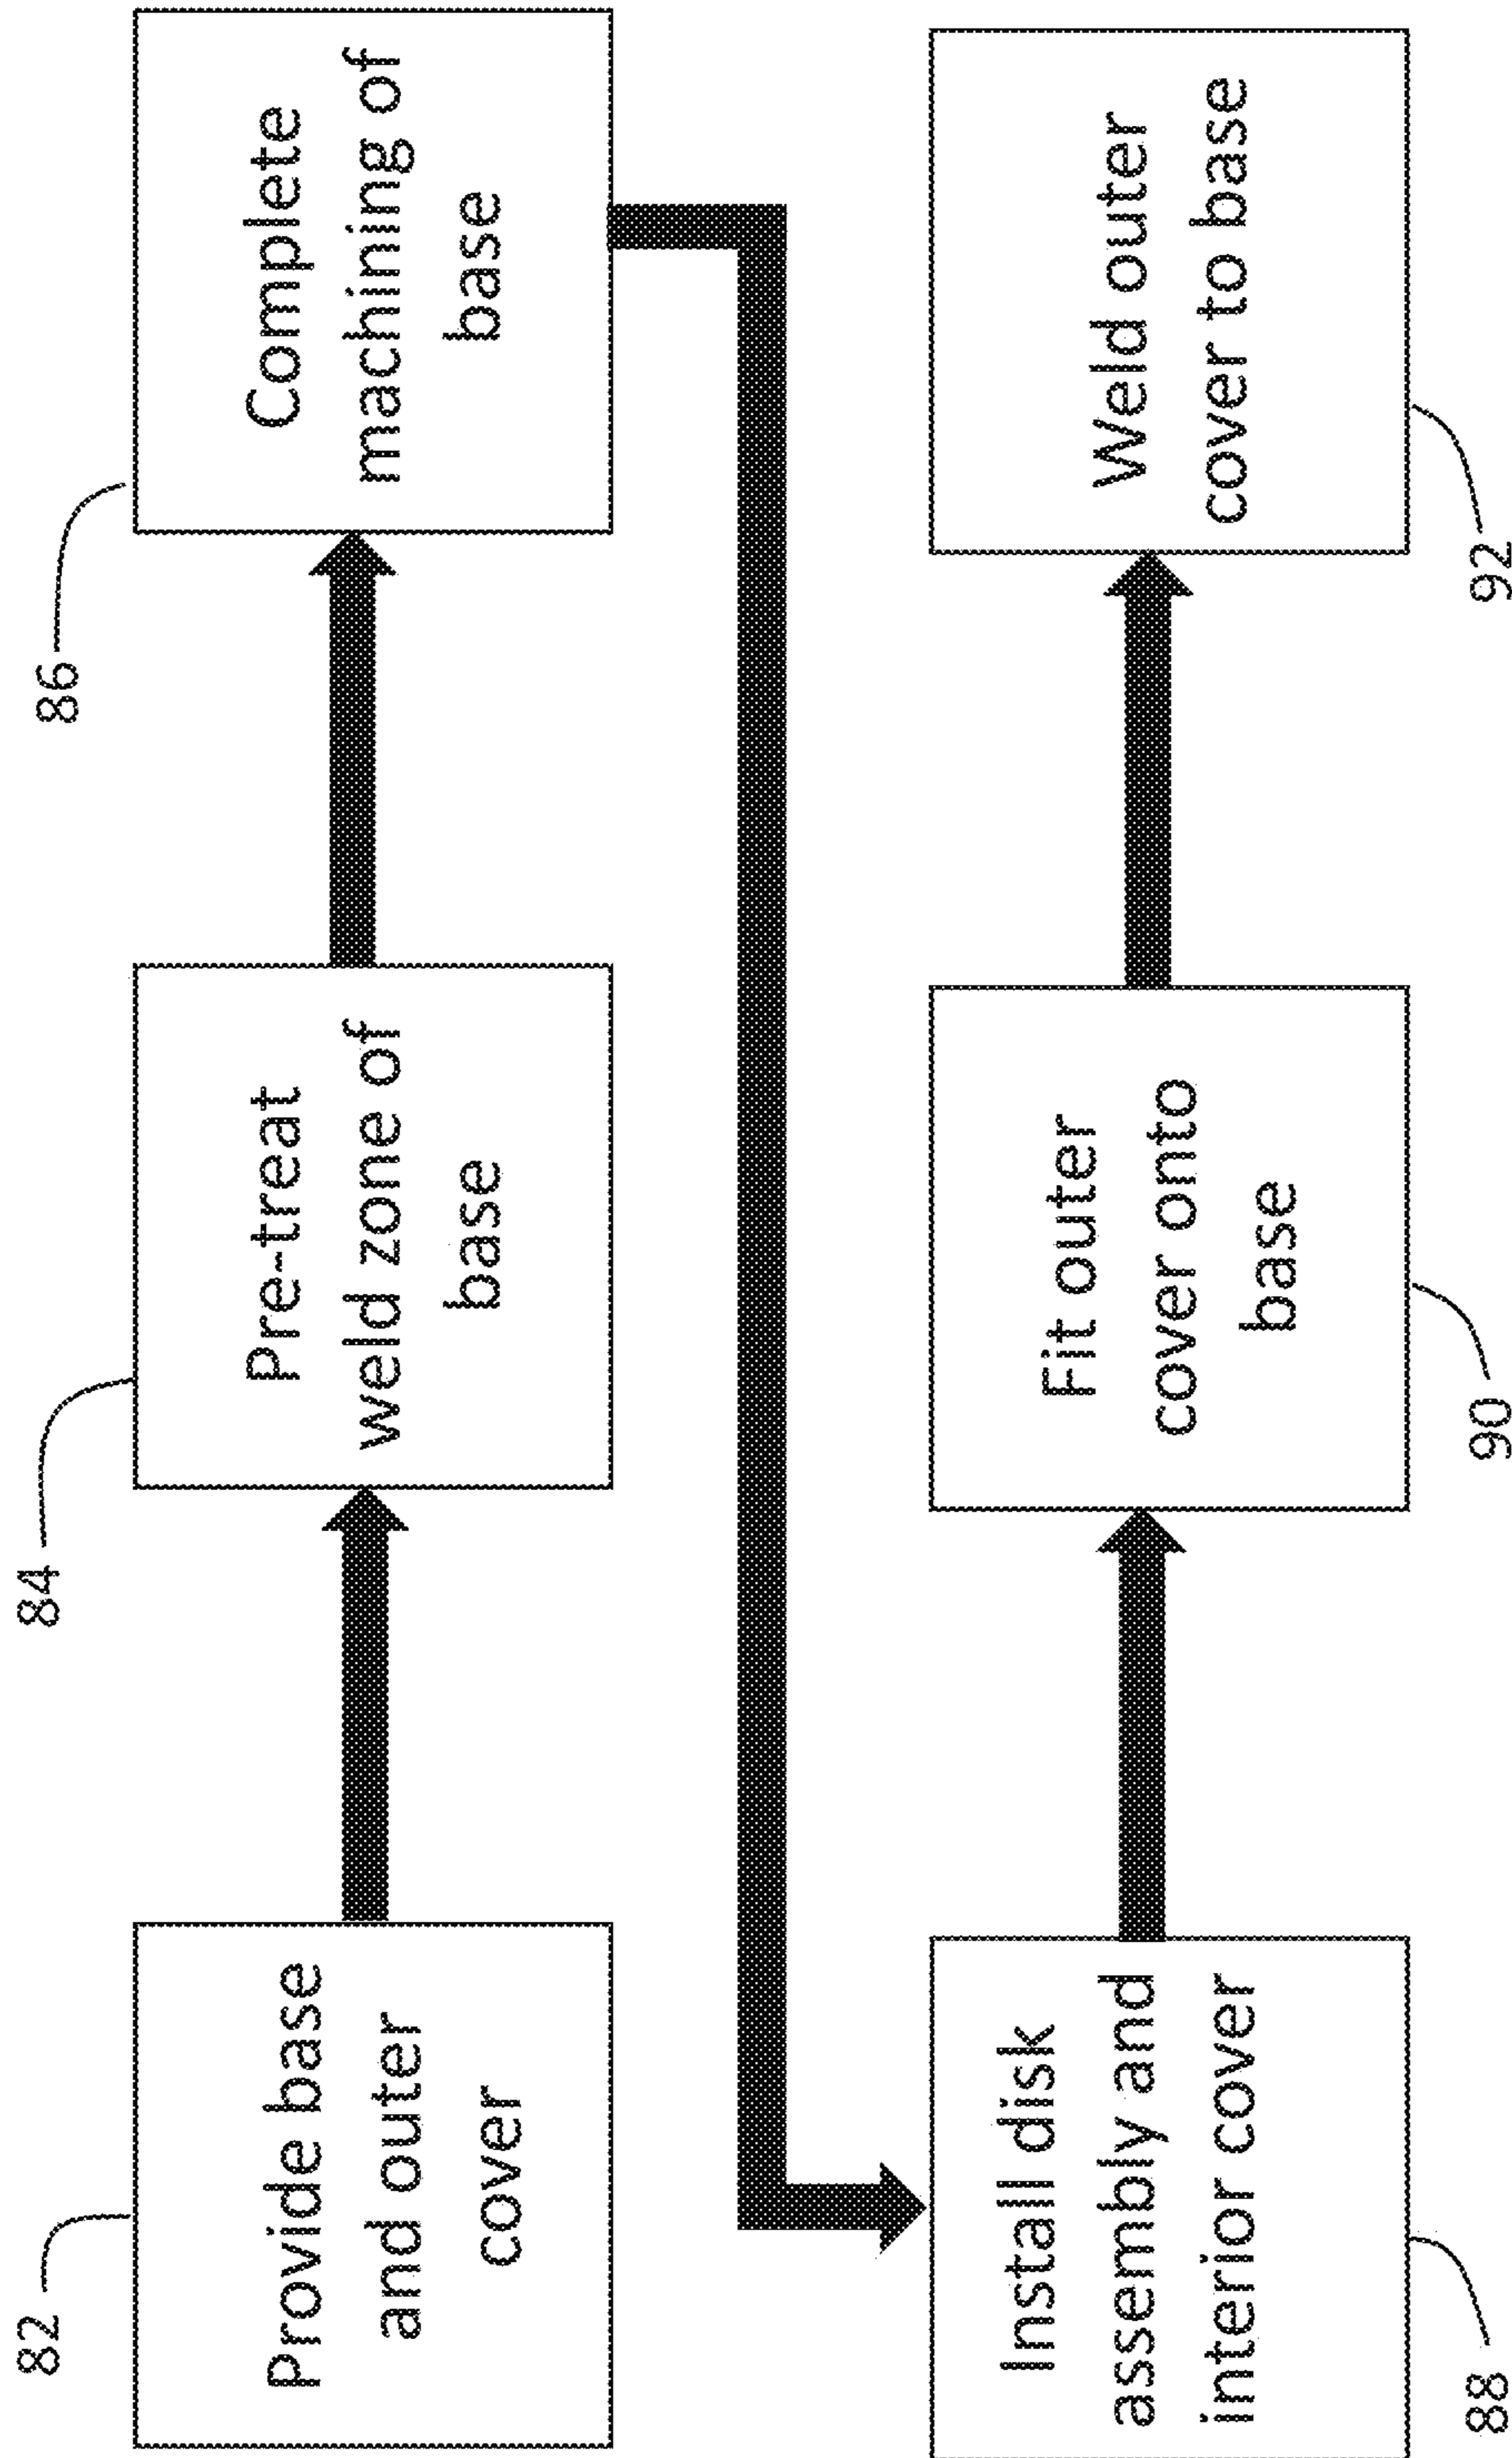 82
Provide base
and outer
cover
84
Pre-treat
weld zone of
base
86
Complete
machining of
base
88
Install disk
assembly and
interior cover
90
Fit outer
cover onto
base
92
Weld outer
cover to base